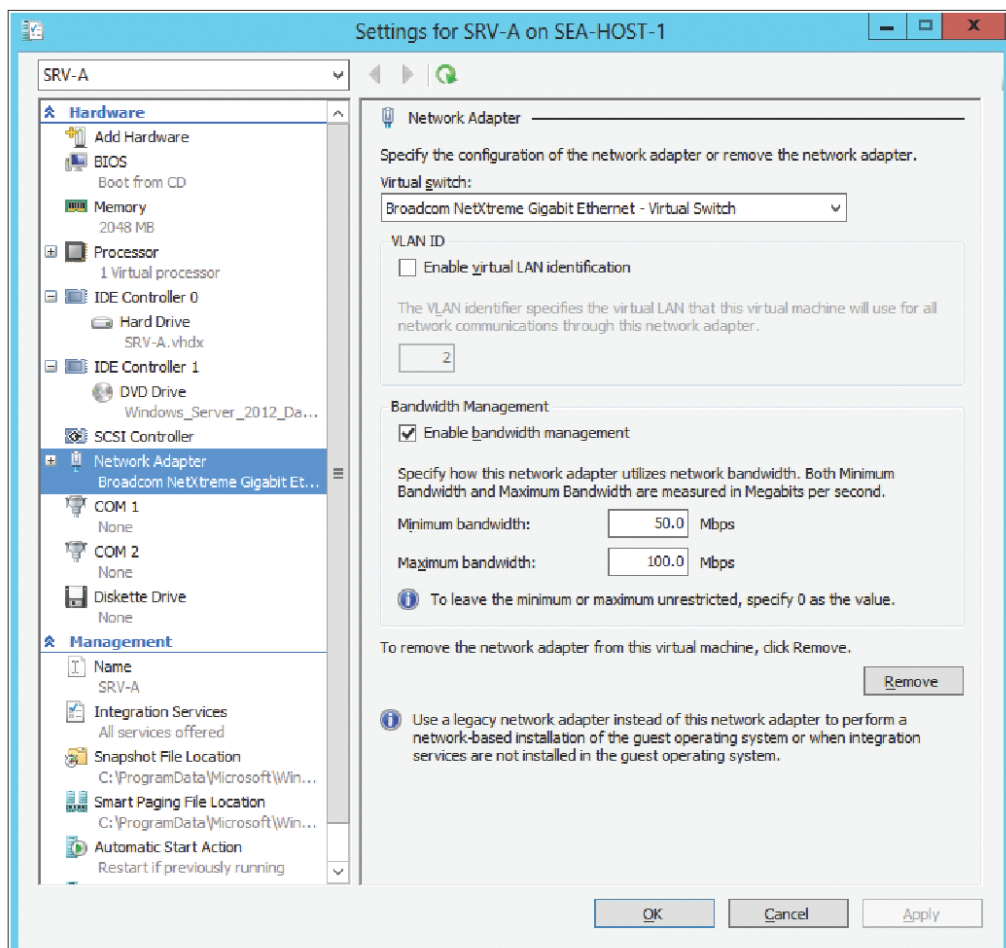 Settings for SRV-A on SEA-HOST-1
x
SRV-A
Hardware
Add Hardware
BIOS
Boot from CD
Memory
2048 MB
Processor
1 Virtual processor
IDE Controller 0
Hard Drive
SRV-A.vhdx
IDE Controller 1
DVD Drive
Windows_Server_2012_Da...
SCSI Controller
Network Adapter
Broadcom NetXtreme Gigabit Et...
COM 1
None
COM 2
None
Diskette Drive
None
Management
Name
SRV-A
Integration Services
All services offered
Snapshot File Location
C:\ProgramData\Microsoft\Win...
Smart Paging File Location
C:\ProgramData\Microsoft\Win...
Automatic Start Action
Restart if previously running
Network Adapter
Specify the configuration of the network adapter or remove the network adapter.
Virtual switch:
Broadcom NetXtreme Gigabit Ethernet - Virtual Switch
VLAN ID
Enable virtual LAN identification
The VLAN identifier specifies the virtual LAN that this virtual machine will use for all
network communications through this network adapter.
2
Bandwidth Management
Enable bandwidth management
Specify how this network adapter utilizes network bandwidth. Both Minimum
Bandwidth and Maximum Bandwidth are measured in Megabits per second.
Minimum bandwidth: 50.0 Mbps
Maximum bandwidth: 100.0 Mbps
To leave the minimum or maximum unrestricted, specify 0 as the value.
To remove the network adapter from this virtual machine, click Remove.
Remove
Use a legacy network adapter instead of this network adapter to perform a
network-based installation of the guest operating system or when integration
services are not installed in the guest operating system.
OK Cancel Apply